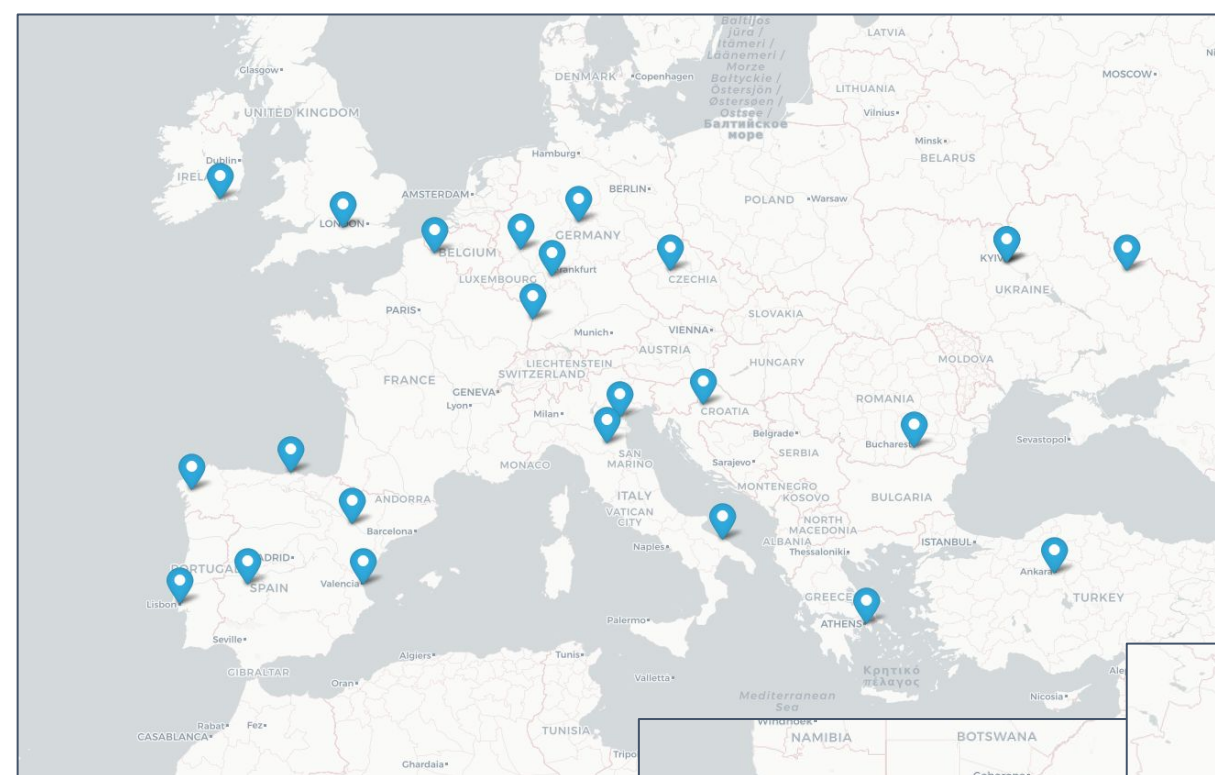 Baltijos
jūra /
Itämeri /
Läänemeri /
Morze
Bałtyckie /
Östersjön /
Østersøen /
Ostsee /
Балтийское
море
LATVIA
Glasgow
DENMARK
Copenhagen
MOSCOW
LITHUANIA
UNITED KINGDOM
Vilnius
Minsk
Dublin
Hamburg
BELARUS
AMSTERDAM
BERLIN
POLAND
Warsaw
LONDON
GERMANY
BELGIUM
KYIV
LUXEMBOURG
Frankfurt
CZECHIA
UKRAINE
PARIS
SLOVAKIA
Munich
VIENNA
AUSTRIA
LIECHTENSTEIN
SWITZERLAND
HUNGARY
MOLDOVA
FRANCE
GENEVA
Lyon
Milan
CROATIA
ROMANIA
Belgrade
Bucharest
Sevastopol
SAN
MARINO
SERBIA
MONACO
Sarajevo
MONTENEGRO
KOSOVO
ITALY
VATICAN
CITY
BULGARIA
ANDORRA
Barcelona
NORTH
MACEDONIA
ALBANIA
Thessaloniki
ISTANBUL
Naples
PORTUGAL
SPAIN
Valencia
Ankara
TURKEY
GREECE
Lisbon
ATHENS
Palermo
Seville
Algiers
Tunis
GIBRALTAR
Oran
Valletta
Κρητικό
πέλαγος
Mediterranean
Sea
Nicosia
Rabat
Fez
CASABLANCA
TUNISIA
Ghardaia
NAMIBIA
BOTSWANA